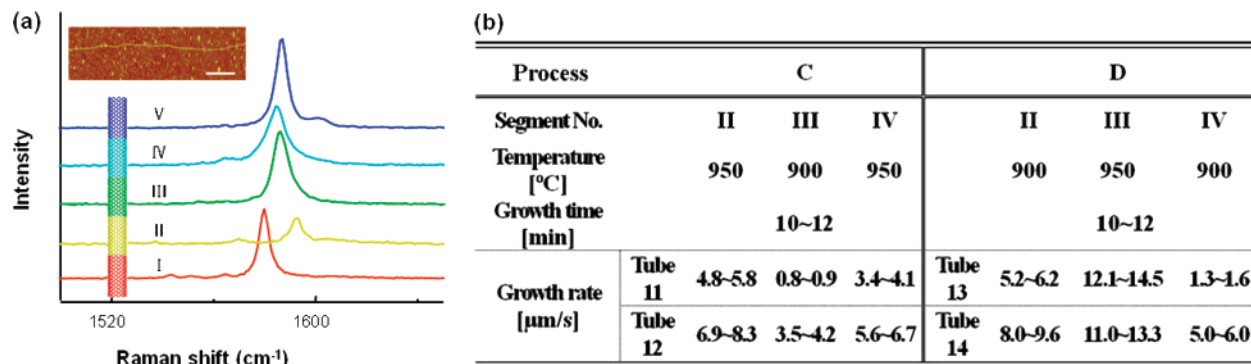 (a)
V
IV
III
II
I
Intensity
1520 1600
Raman shift (cm-1)
(b)
Process C D
Segment No. II III IV II III IV
Temperature [ºC] 950 900 950 900 950 900
Growth time [min] 10~12 10~12
Growth rate [µm/s] Tube 11 4.8~5.8 0.8~0.9 3.4~4.1 Tube 13 5.2~6.2 12.1~14.5 1.3~1.6
Tube 12 6.9~8.3 3.5~4.2 5.6~6.7 Tube 14 8.0~9.6 11.0~13.3 5.0~6.0